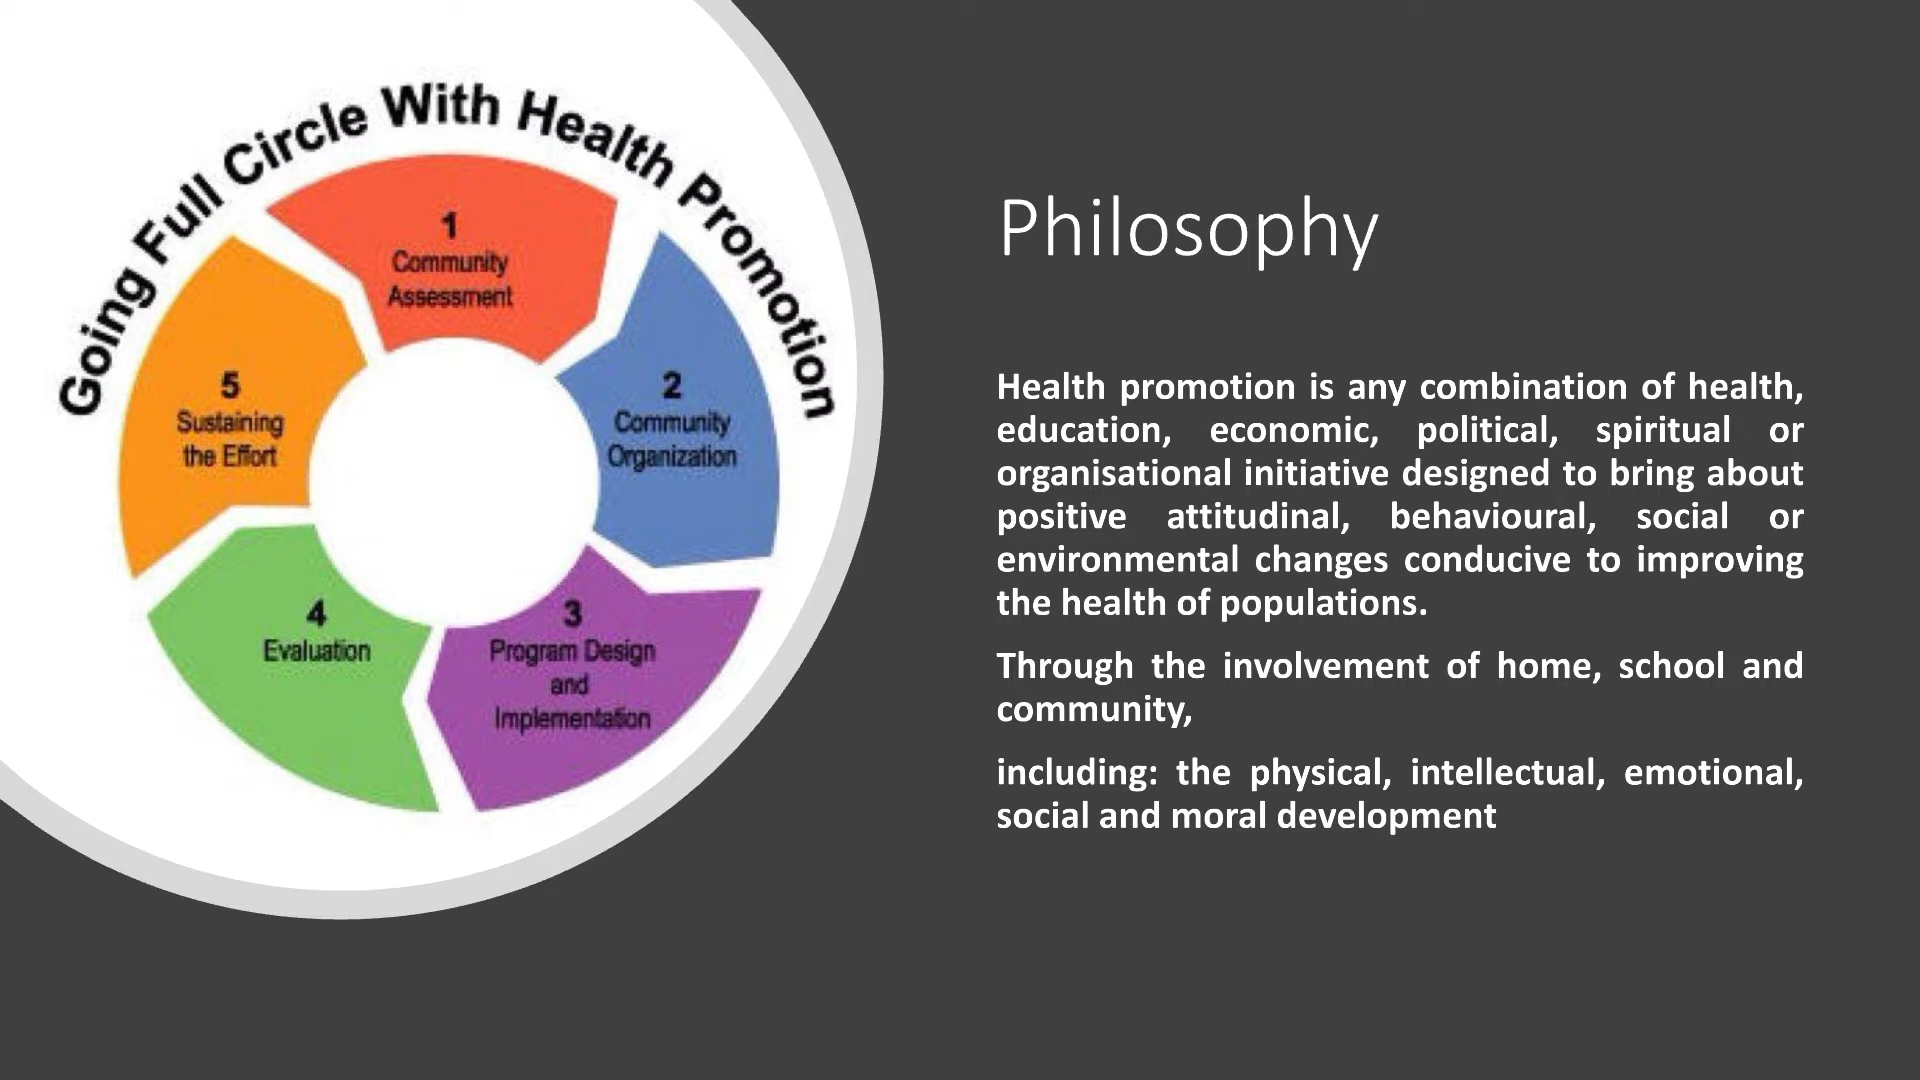 Going Full Circle With Health Promotion
1
Community
Assessment
2
Community
Organization
3
Program Design
and
Implementation
4
Evaluation
5
Sustaining
the Effort
Philosophy
Health promotion is any combination of health,
education, economic, political, spiritual or
organisational initiative designed to bring about
positive attitudinal, behavioural, social or
environmental changes conducive to improving
the health of populations.
Through the involvement of home, school and
community,
including: the physical, intellectual, emotional,
social and moral development